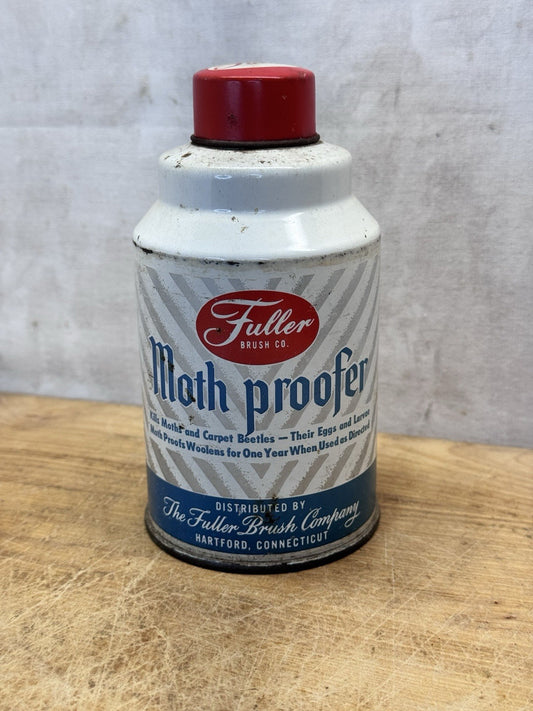 Fuller
BRUSH CO.
Moth proofer
Kills Moths and Carpet Beetles — Their Eggs and Larvae
Moth Proofs Woolens for One Year When Used as Directed
DISTRIBUTED BY
The Fuller Brush Company
HARTFORD, CONNECTICUT